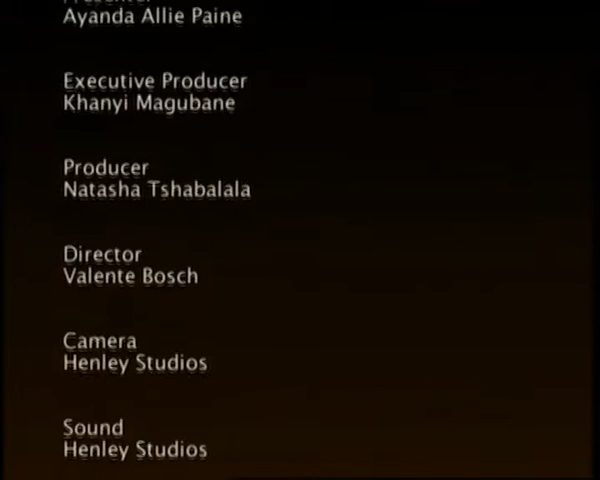 Presenter
Ayanda Allie Paine
Executive Producer
Khanyi Magubane
Producer
Natasha Tshabalala
Director
Valente Bosch
Camera
Henley Studios
Sound
Henley Studios